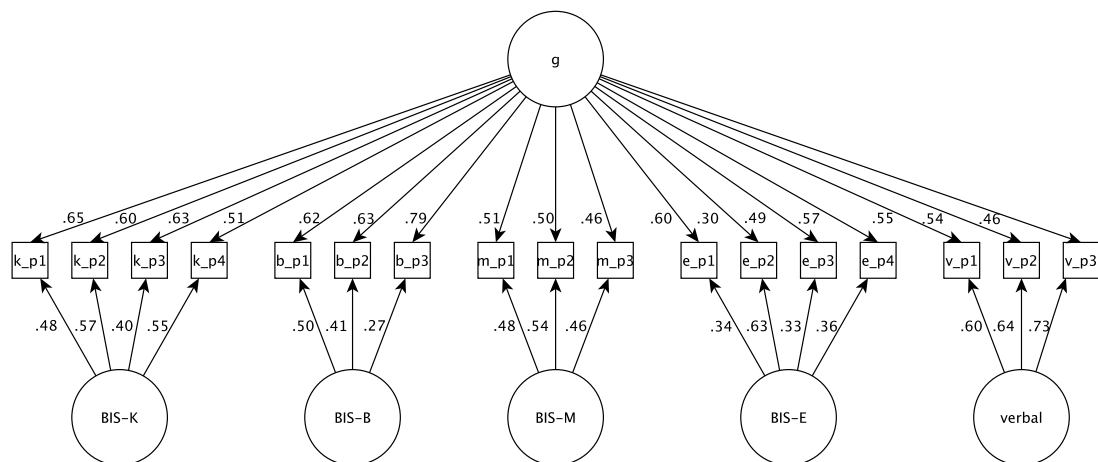 g
.65 .60 .63 .51 .62 .63 .79 .51 .50 .46 .60 .30 .49 .57 .55 .54 .46
k_p1 k_p2 k_p3 k_p4 b_p1 b_p2 b_p3 m_p1 m_p2 m_p3 e_p1 e_p2 e_p3 e_p4 v_p1 v_p2 v_p3
.48 .57 .40 .55 .50 .41 .27 .48 .54 .46 .34 .63 .33 .36 .60 .64 .73
BIS-K BIS-B BIS-M BIS-E verbal